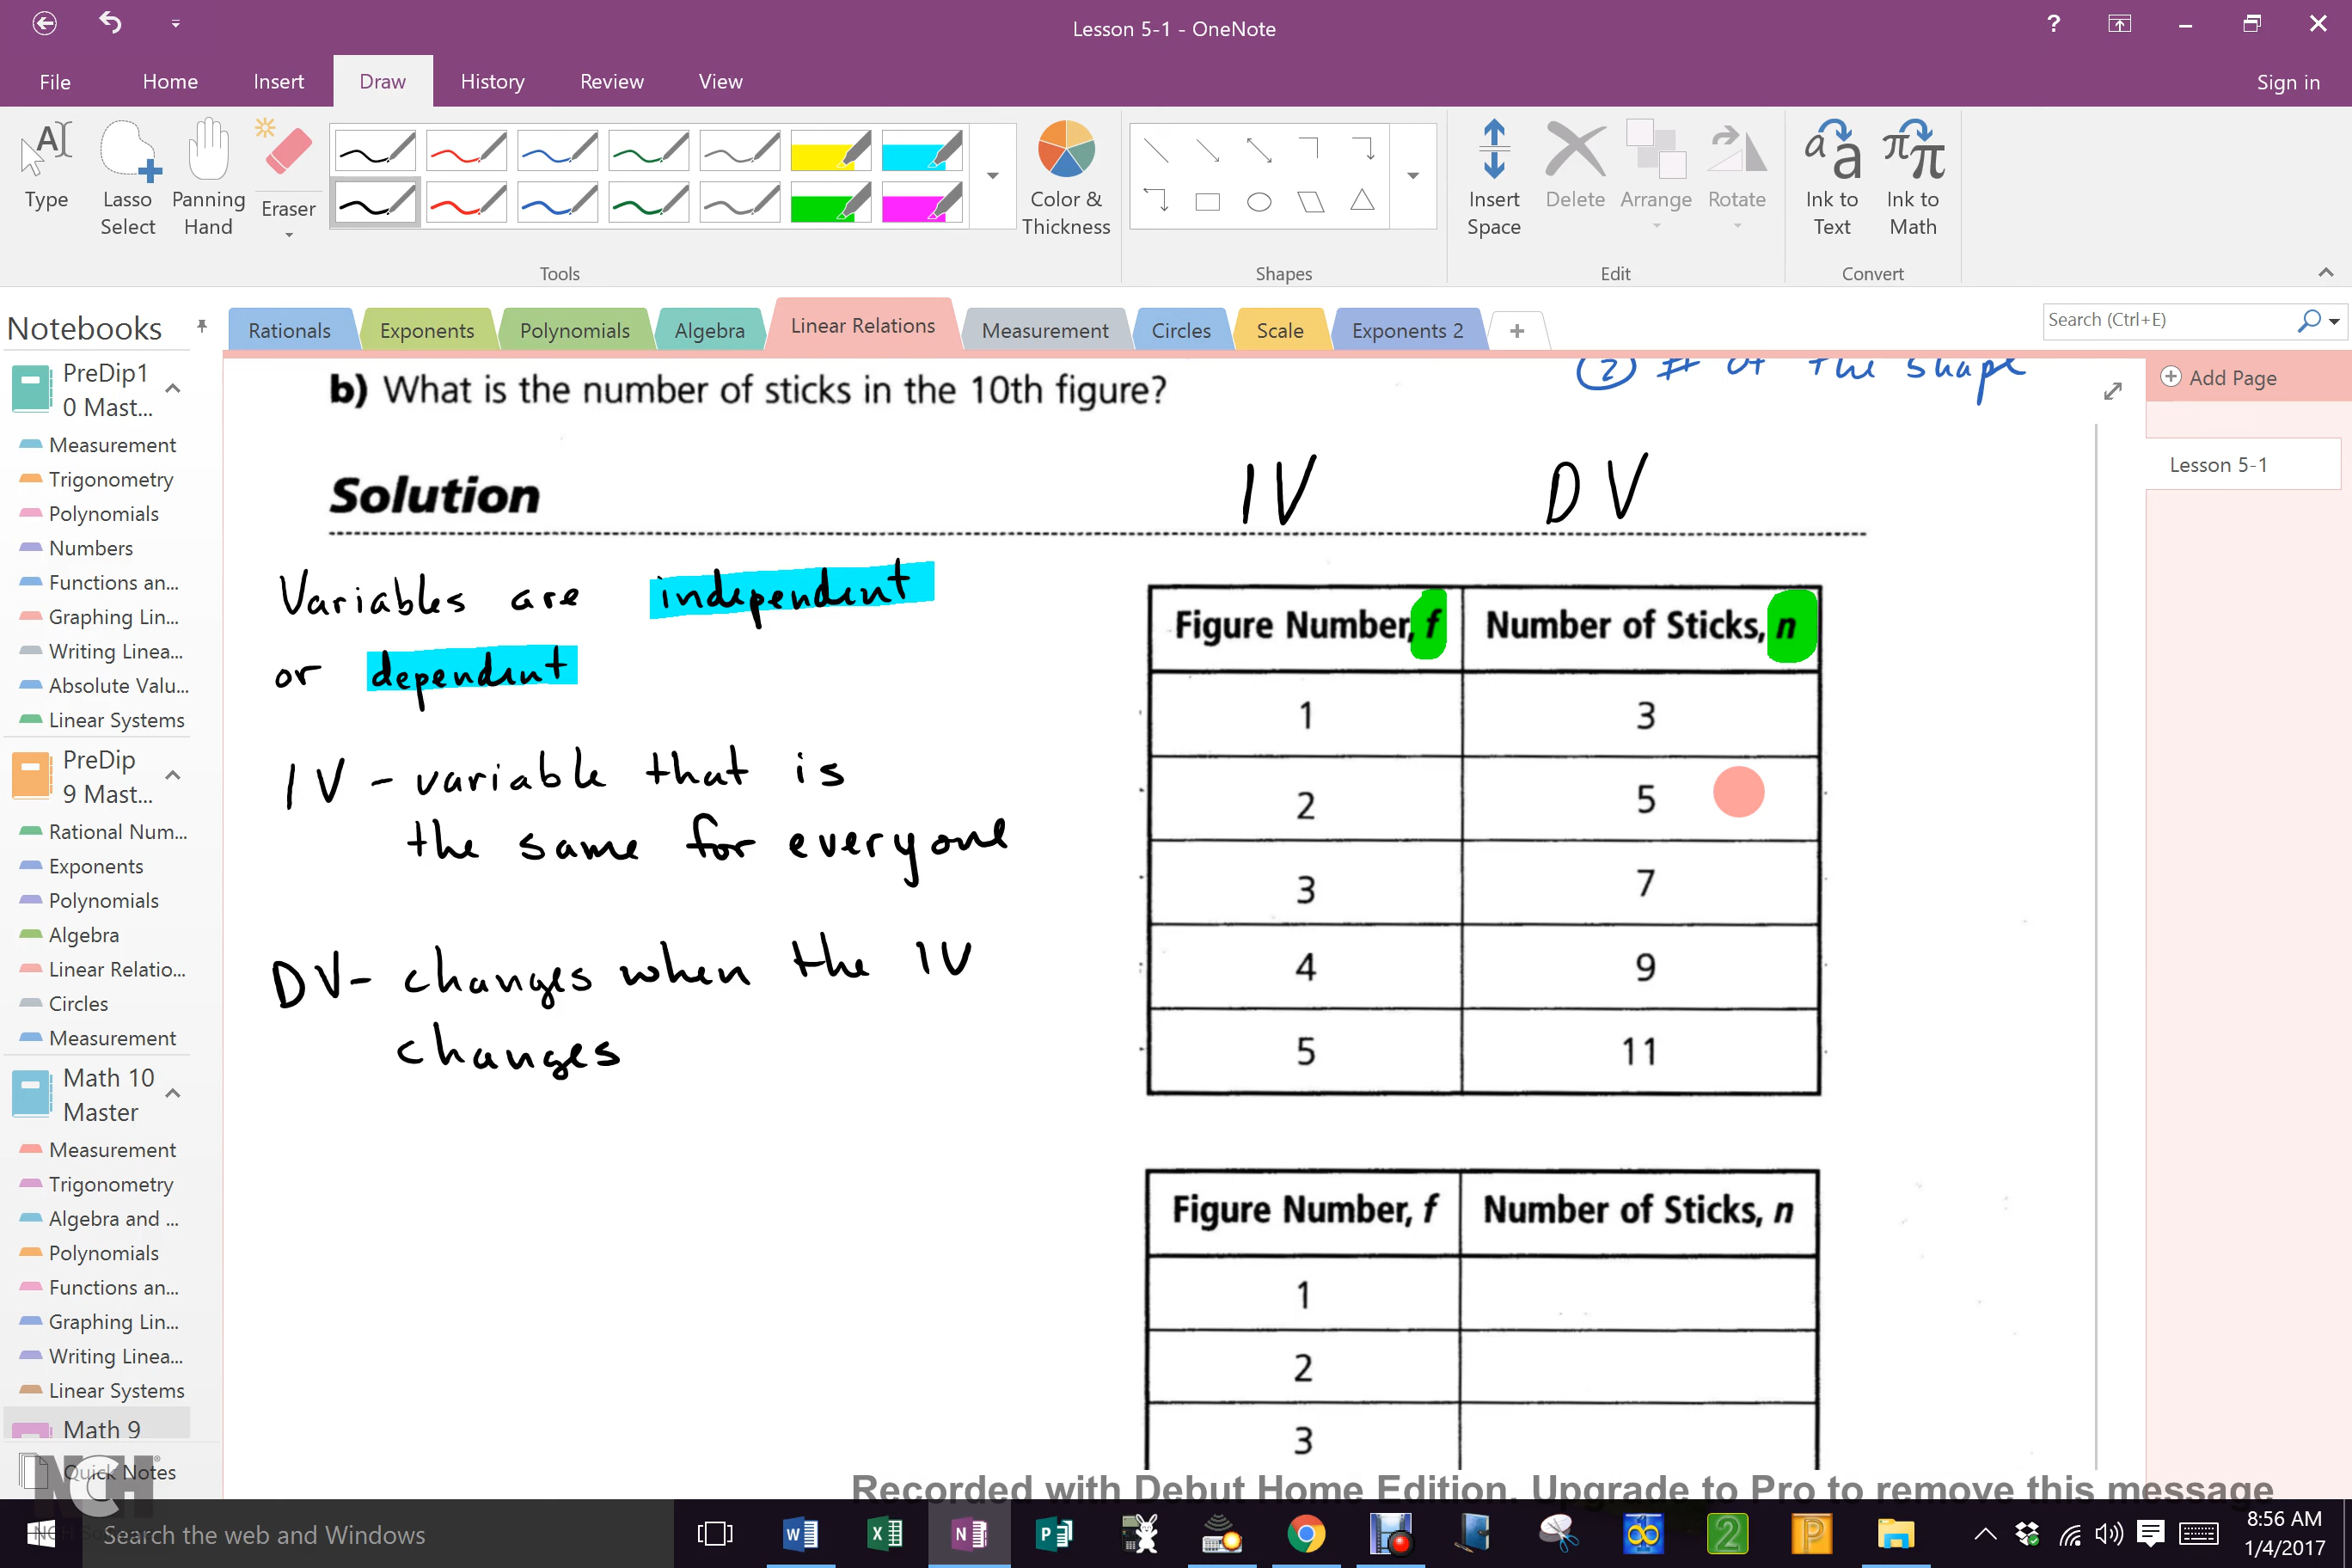 Lesson 5-1 - OneNote
File Home Insert Draw History Review View Sign in
Type
Lasso Select
Panning Hand
Eraser
Color & Thickness
Insert Space
Delete
Arrange
Rotate
Ink to Text
Ink to Math
Tools Shapes Edit Convert
Notebooks
Rationals Exponents Polynomials Algebra Linear Relations Measurement Circles Scale Exponents 2 +
Search (Ctrl+E)
PreDip1
0 Mast...
Measurement
Trigonometry
Polynomials
Numbers
Functions an...
Graphing Lin...
Writing Linea...
Absolute Valu...
Linear Systems
PreDip
9 Mast...
Rational Num...
Exponents
Polynomials
Algebra
Linear Relatio...
Circles
Measurement
Math 10
Master
Measurement
Trigonometry
Algebra and ...
Polynomials
Functions an...
Graphing Lin...
Writing Linea...
Linear Systems
Math 9
Quick Notes
Add Page
Lesson 5-1
② # of the shape
b) What is the number of sticks in the 10th figure?
Solution
IV DV
Variables are independent
or dependent
IV - variable that is
the same for everyone
DV- changes when the IV
changes
Figure Number, f Number of Sticks, n
1 3
2 5
3 7
4 9
5 11
Figure Number, f Number of Sticks, n
1
2
3
NCH
Recorded with Debut Home Edition. Upgrade to Pro to remove this message
Search the web and Windows
8:56 AM
1/4/2017